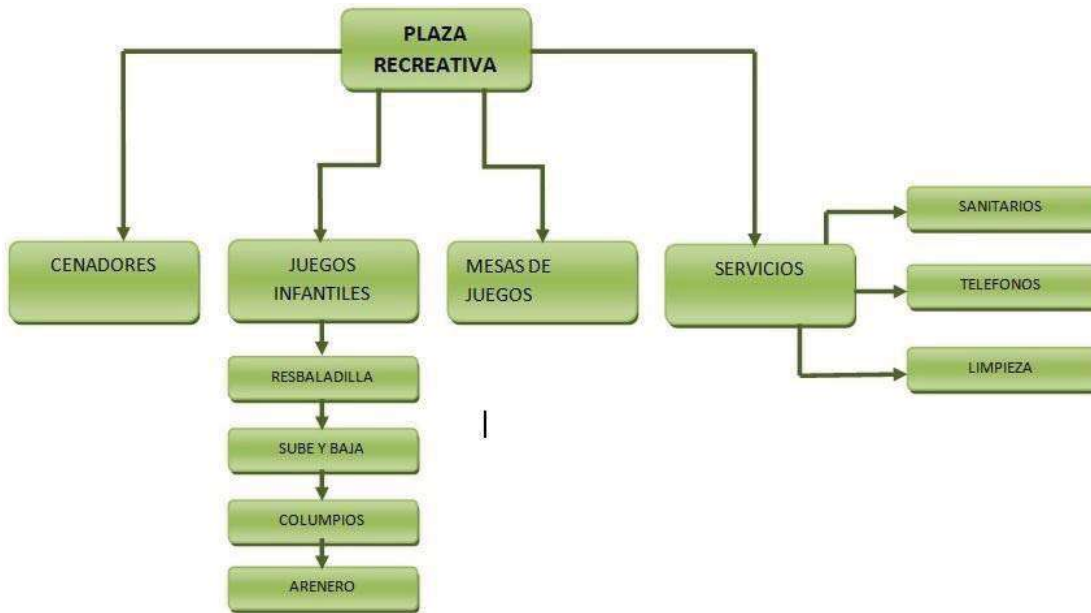 PLAZA
RECREATIVA
CENADORES
JUEGOS
INFANTILES
MESAS DE
JUEGOS
SERVICIOS
SANITARIOS
TELEFONOS
LIMPIEZA
RESBALADILLA
SUBE Y BAJA
COLUMPIOS
ARENERO